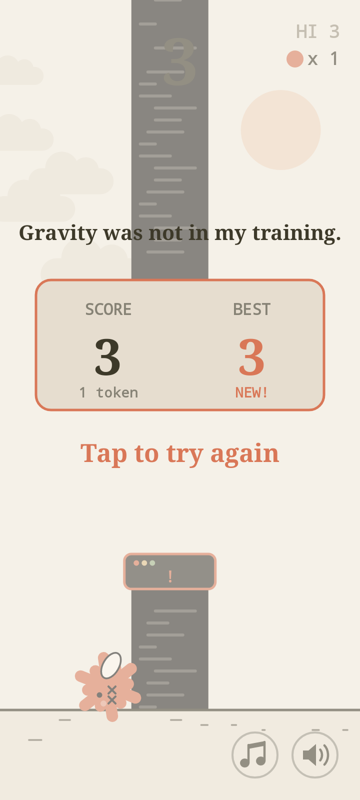 HI 3
x 1
3
Gravity was not in my training.
SCORE
BEST
3
3
1 token
NEW!
Tap to try again
!